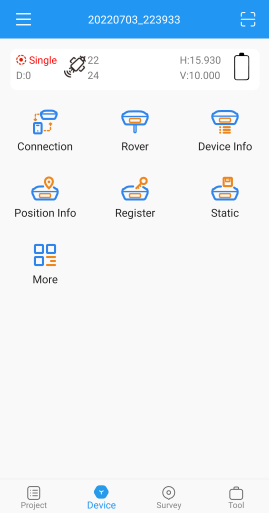 20220703_223933
Single 22 H:15.930
D:0 24 V:10.000
Connection Rover Device Info
Position Info Register Static
More
Project Device Survey Tool